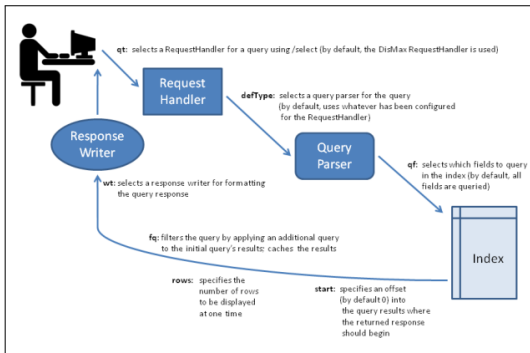 qt: selects a RequestHandler for a query using /select (by default, the DisMax RequestHandler is used)
Request
Handler
defType: selects a query parser for the query
(by default, uses whatever has been configured
for the RequestHandler)
Response
Writer
Query
Parser
qf: selects which fields to query
in the index (by default, all
fields are queried)
wt: selects a response writer for formatting
the query response
Index
fq: filters the query by applying an additional query
to the initial query's results; caches the results
rows: specifies the
number of rows
to be displayed
at one time
start: specifies an offset
(by default 0) into
the query results where
the returned response
should begin